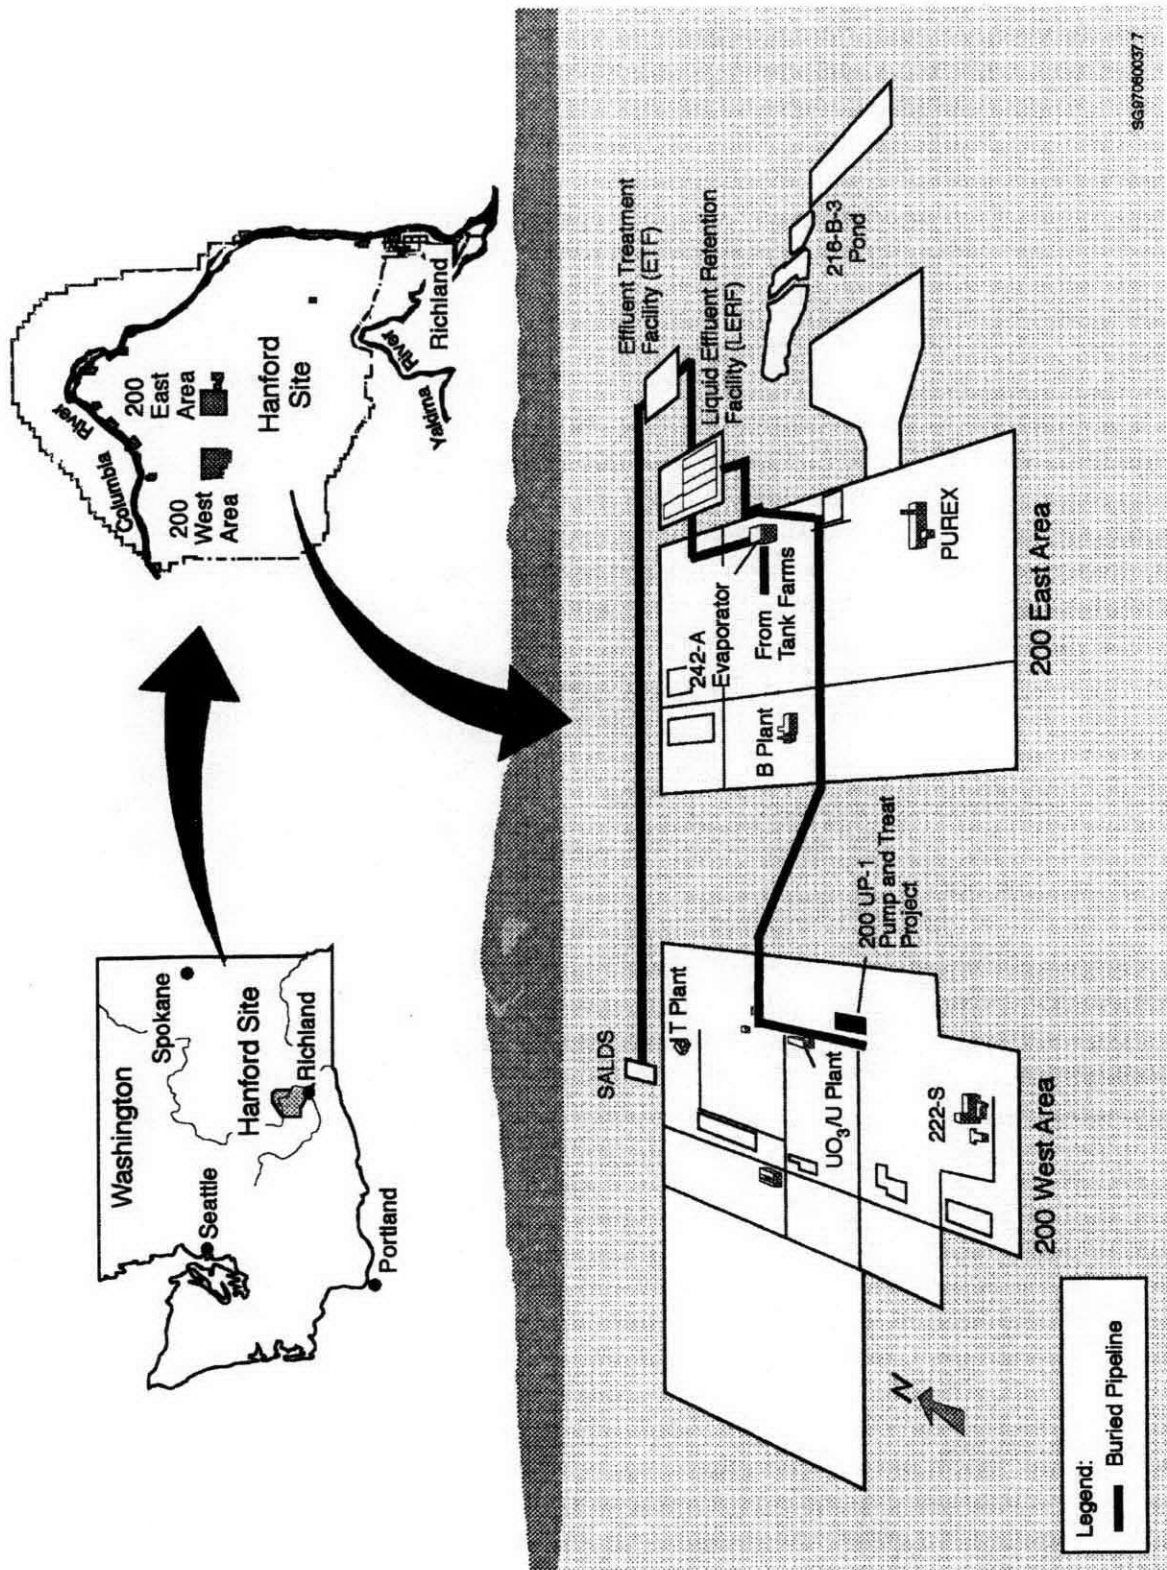 Washington
Spokane
Seattle
Hanford Site
Richland
Portland
Columbia
River
200
West
Area
200
East
Area
Hanford
Site
Yakima
River
Richland
SALDS
T Plant
UO₃/U Plant
222-S
200 UP-1
Pump and Treat
Project
200 West Area
B Plant
242-A
Evaporator
From
Tank Farms
PUREX
200 East Area
Effluent Treatment
Facility (ETF)
Liquid Effluent Retention
Facility (LERF)
216-B-3
Pond
N
Legend:
Buried Pipeline
SG97060037.7